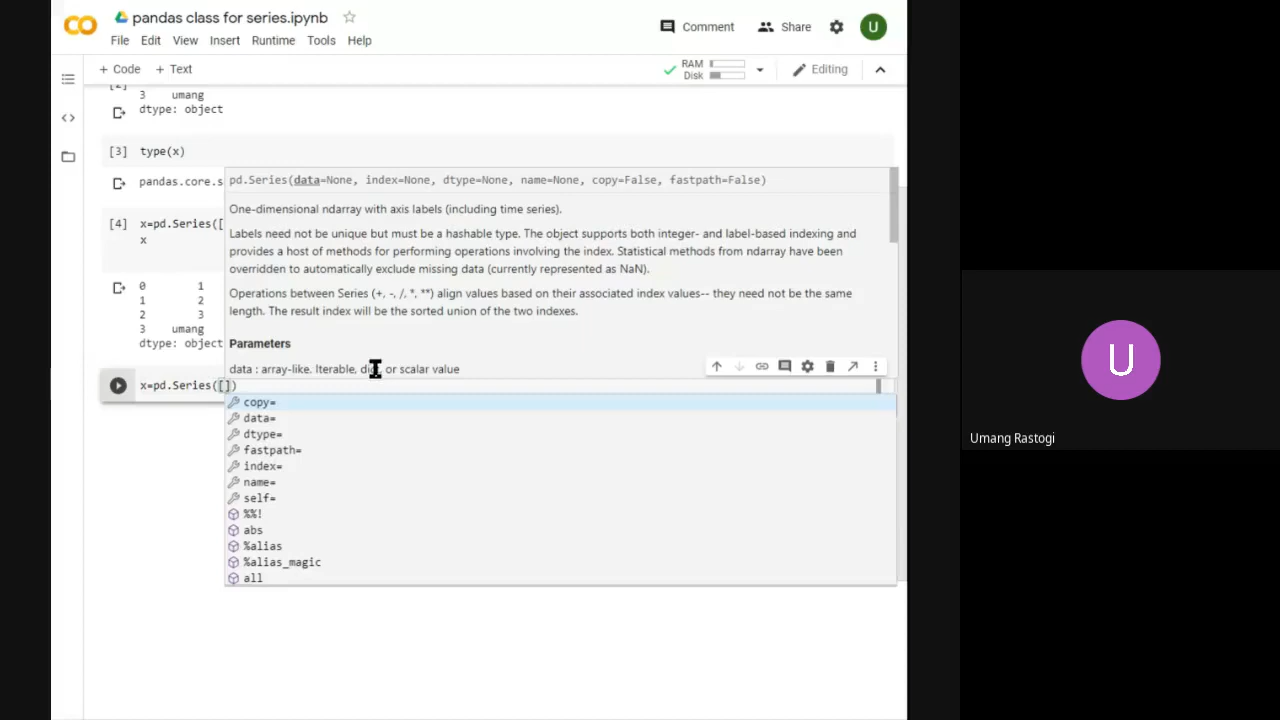 pandas class for series.ipynb
Comment
Share
U
File Edit View Insert Runtime Tools Help
+ Code + Text
RAM
Disk
Editing
[2]
3 umang
dtype: object
[3] type(x)
pandas.core.s
pd.Series(data=None, index=None, dtype=None, name=None, copy=False, fastpath=False)
One-dimensional ndarray with axis labels (including time series).
[4] x=pd.Series([
x
Labels need not be unique but must be a hashable type. The object supports both integer- and label-based indexing and
provides a host of methods for performing operations involving the index. Statistical methods from ndarray have been
overridden to automatically exclude missing data (currently represented as NaN).
0 1
1 2
2 3
3 umang
dtype: object
Operations between Series (+, -, /, *, **) align values based on their associated index values-- they need not be the same
length. The result index will be the sorted union of the two indexes.
Parameters
data : array-like. Iterable, dict, or scalar value
x=pd.Series([])
copy=
data=
dtype=
fastpath=
index=
name=
self=
%%!
abs
%alias
%alias_magic
all
U
Umang Rastogi